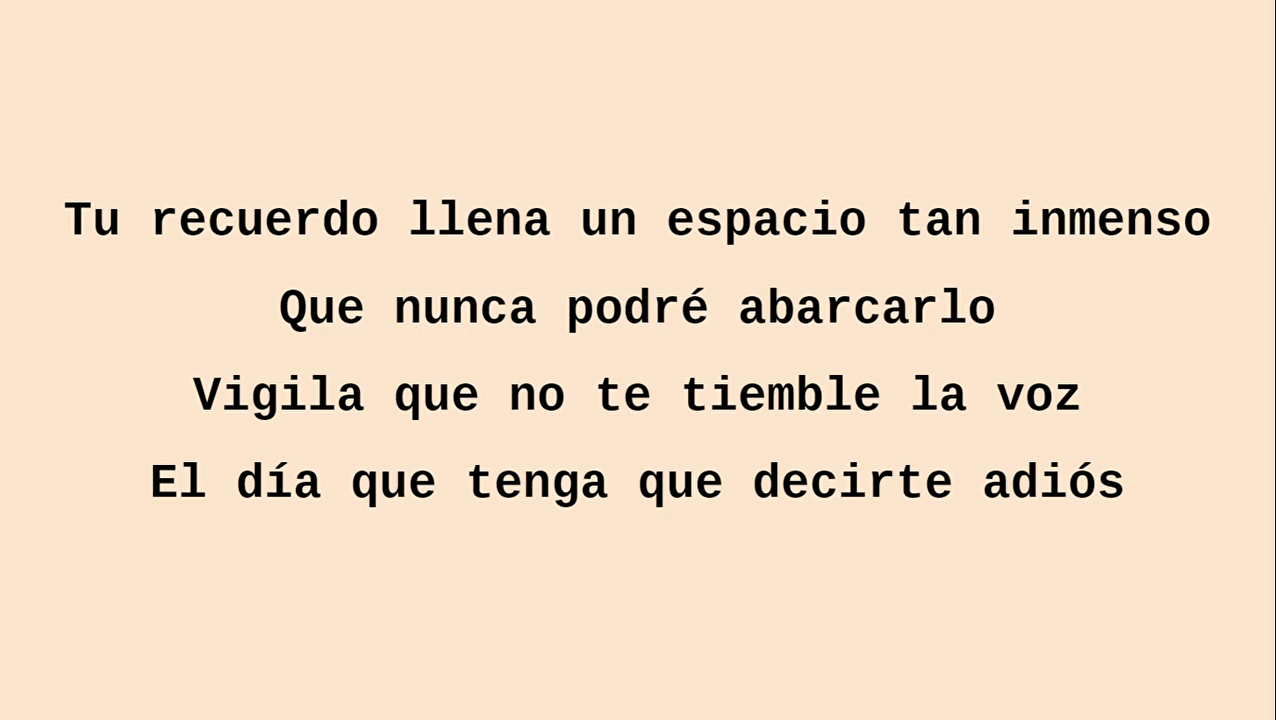 Tu recuerdo llena un espacio tan inmenso
Que nunca podré abarcarlo
Vigila que no te tiemble la voz
El día que tenga que decirte adiós